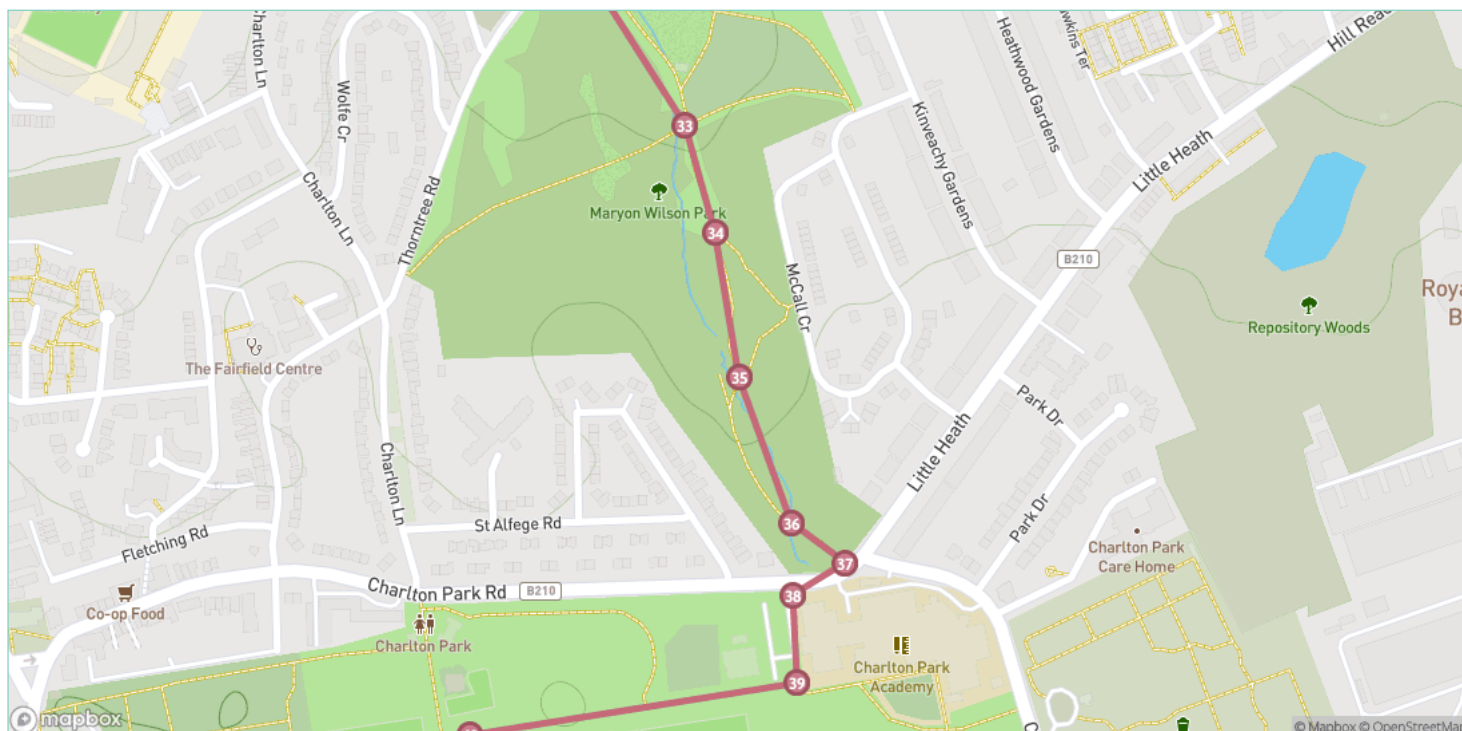 Charlton Ln
Wolfe Cr
Thorntree Rd
Charlton Ln
33
Maryon Wilson Park
34
McCall Cr
Kinveachy Gardens
Heathwood Gardens
Ter
Little Heath
B210
Repository Woods
The Fairfield Centre
35
Park Dr
Charlton Ln
Little Heath
Fletching Rd
St Alfege Rd
36
Park Dr
Charlton Park
Care Home
37
Charlton Park Rd
B210
38
Co-op Food
Charlton Park
Charlton Park
Academy
39
mapbox
© Mapbox © OpenStreetMap